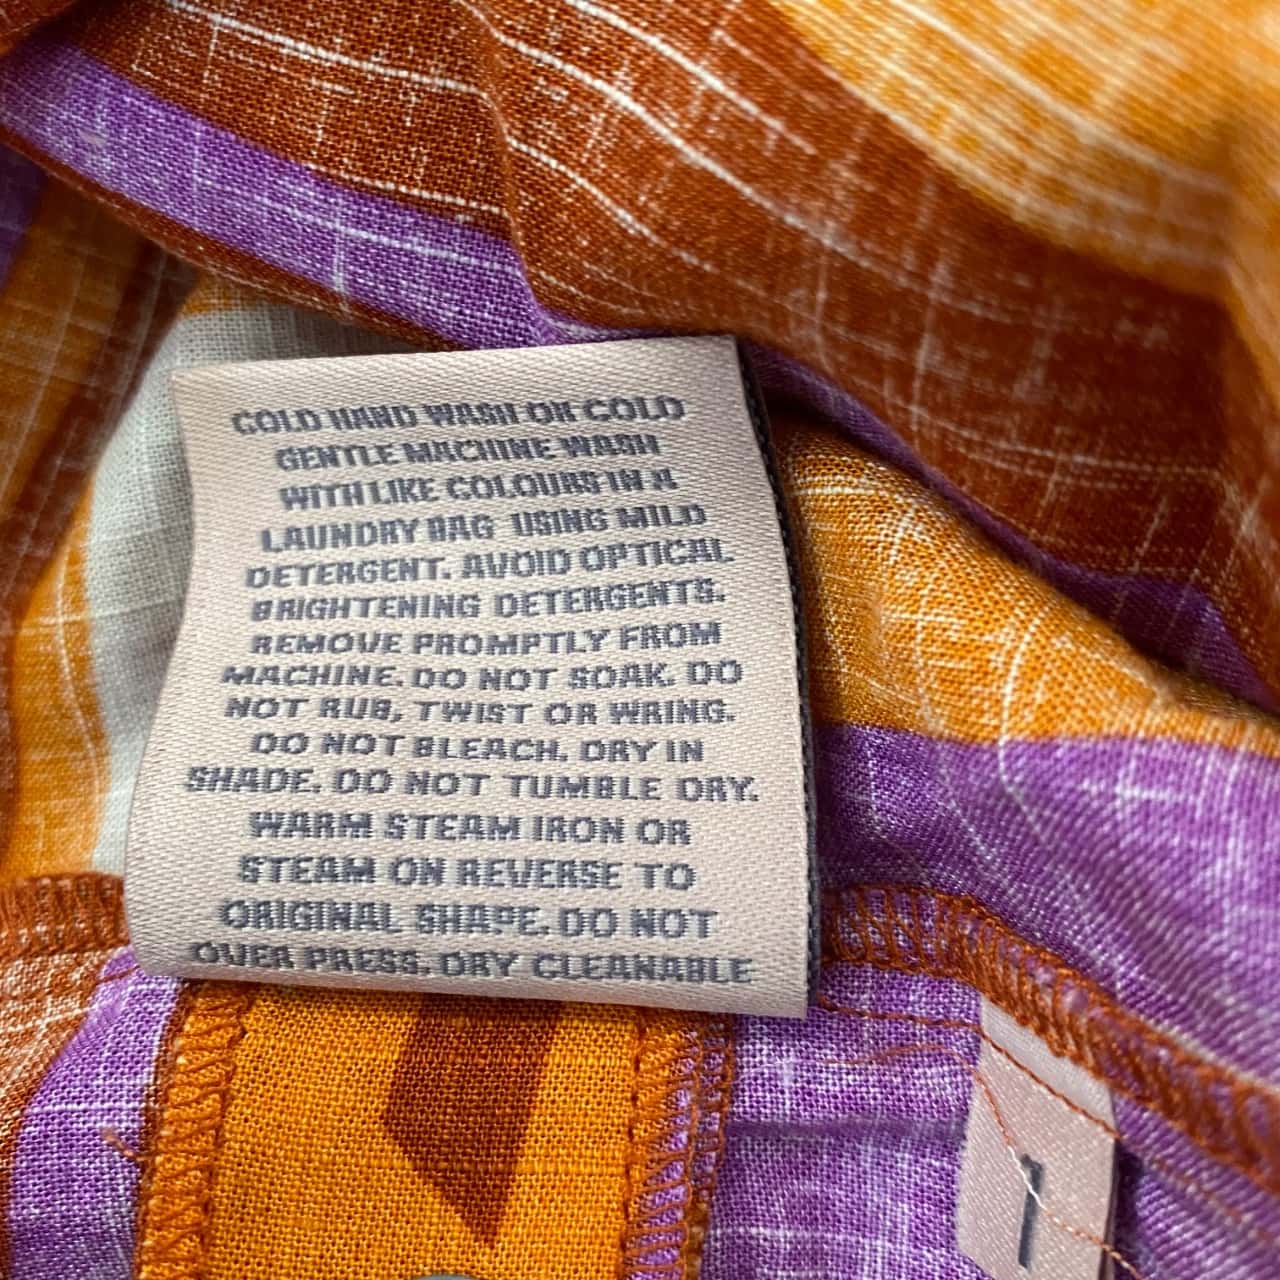 COLD HAND WASH OR COLD
GENTLE MACHINE WASH
WITH LIKE COLOURS IN A
LAUNDRY BAG USING MILD
DETERGENT. AVOID OPTICAL
BRIGHTENING DETERGENTS.
REMOVE PROMPTLY FROM
MACHINE. DO NOT SOAK. DO
NOT RUB, TWIST OR WRING.
DO NOT BLEACH. DRY IN
SHADE. DO NOT TUMBLE DRY.
WARM STEAM IRON OR
STEAM ON REVERSE TO
ORIGINAL SHAPE. DO NOT
OVER PRESS. DRY CLEANABLE
1